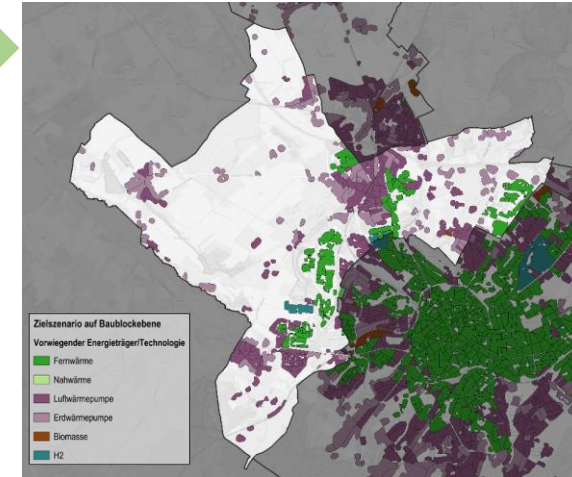 Zielszenario auf Baublockebene
Vorwiegender Energieträger/Technologie
Fernwärme
Nahwärme
Luftwärmepumpe
Erdwärmepumpe
Biomasse
H2